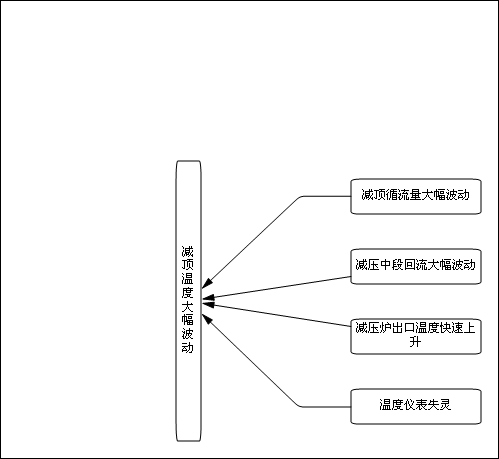 减顶温度大幅波动
减顶循流量大幅波动
减压中段回流大幅波动
减压炉出口温度快速上
升
温度仪表失灵